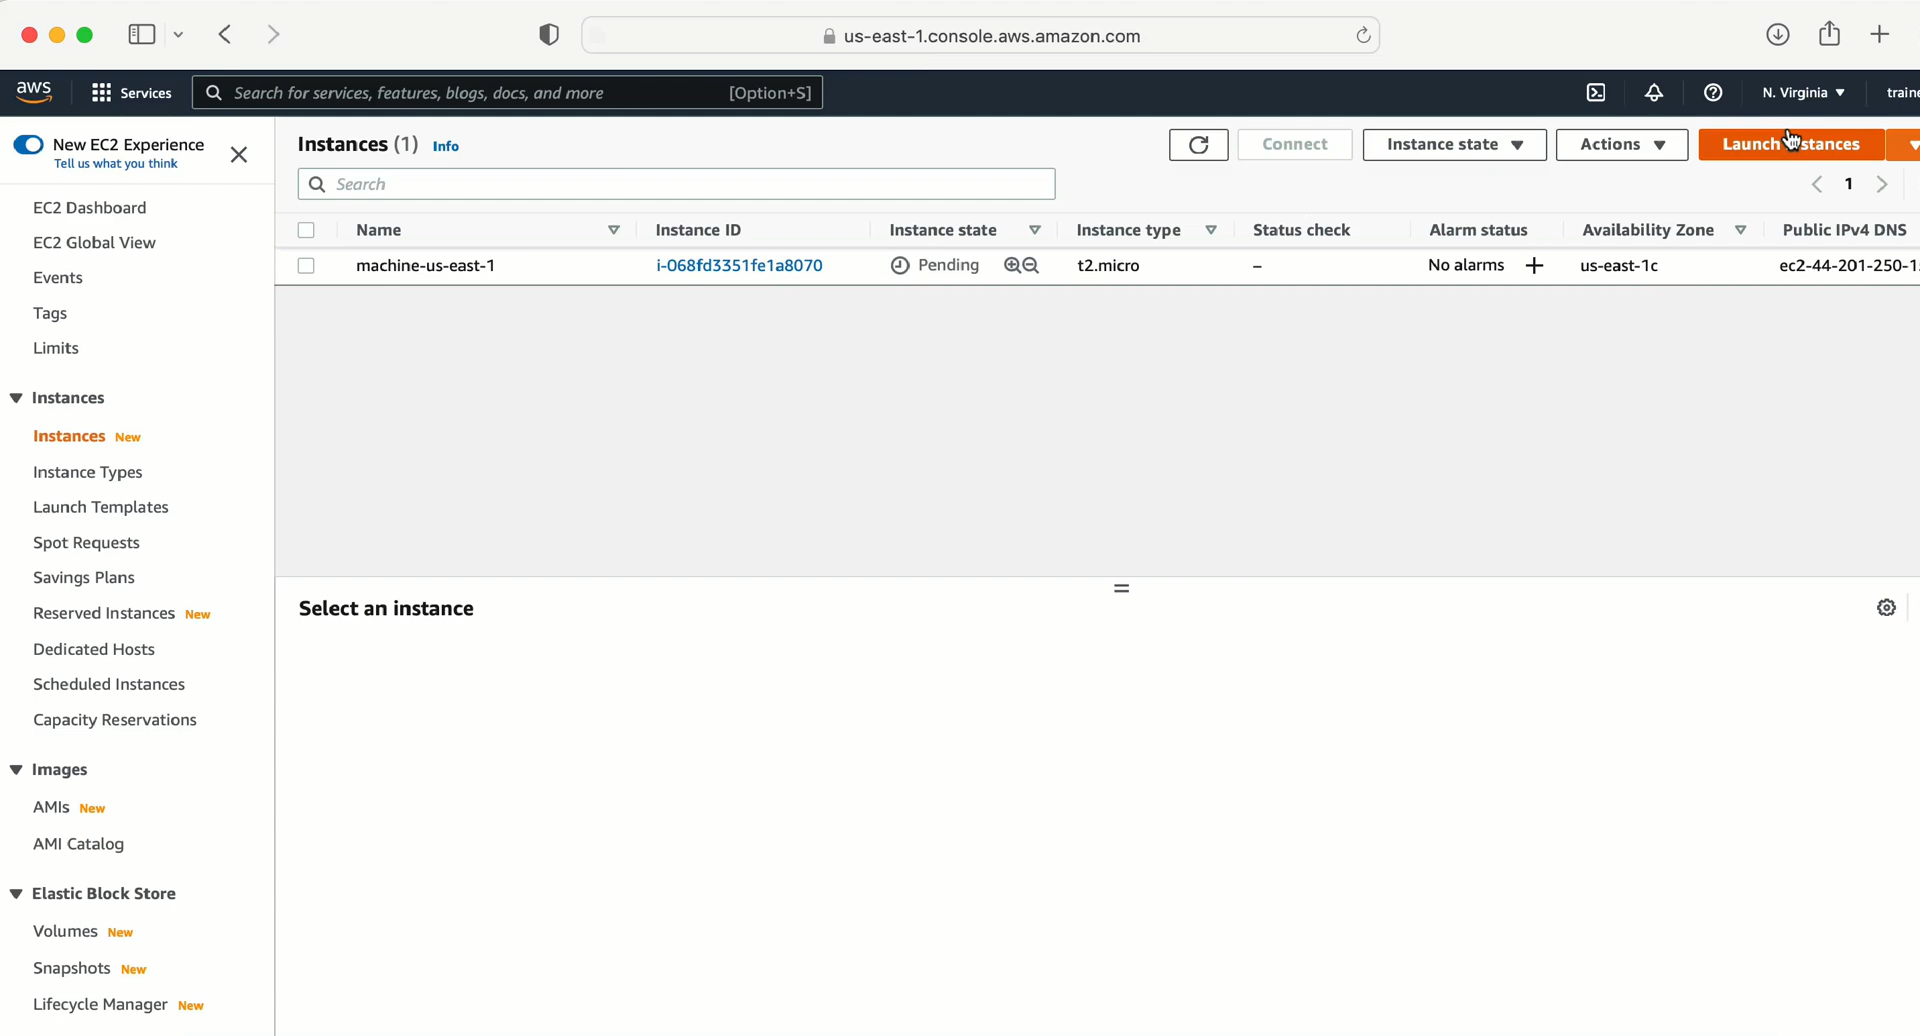 us-east-1.console.aws.amazon.com
aws
Services
Search for services, features, blogs, docs, and more
[Option+S]
N. Virginia
New EC2 Experience
Tell us what you think
EC2 Dashboard
EC2 Global View
Events
Tags
Limits
Instances
Instances New
Instance Types
Launch Templates
Spot Requests
Savings Plans
Reserved Instances New
Dedicated Hosts
Scheduled Instances
Capacity Reservations
Images
AMIs New
AMI Catalog
Elastic Block Store
Volumes New
Snapshots New
Lifecycle Manager New
Instances (1) Info
Connect
Instance state
Actions
Launch
Search
1
Name Instance ID Instance state Instance type Status check Alarm status Availability Zone Public IPv4 DNS
machine-us-east-1 i-068fd3351fe1a8070 Pending t2.micro – No alarms + us-east-1c ec2-44-201-250-1
Select an instance